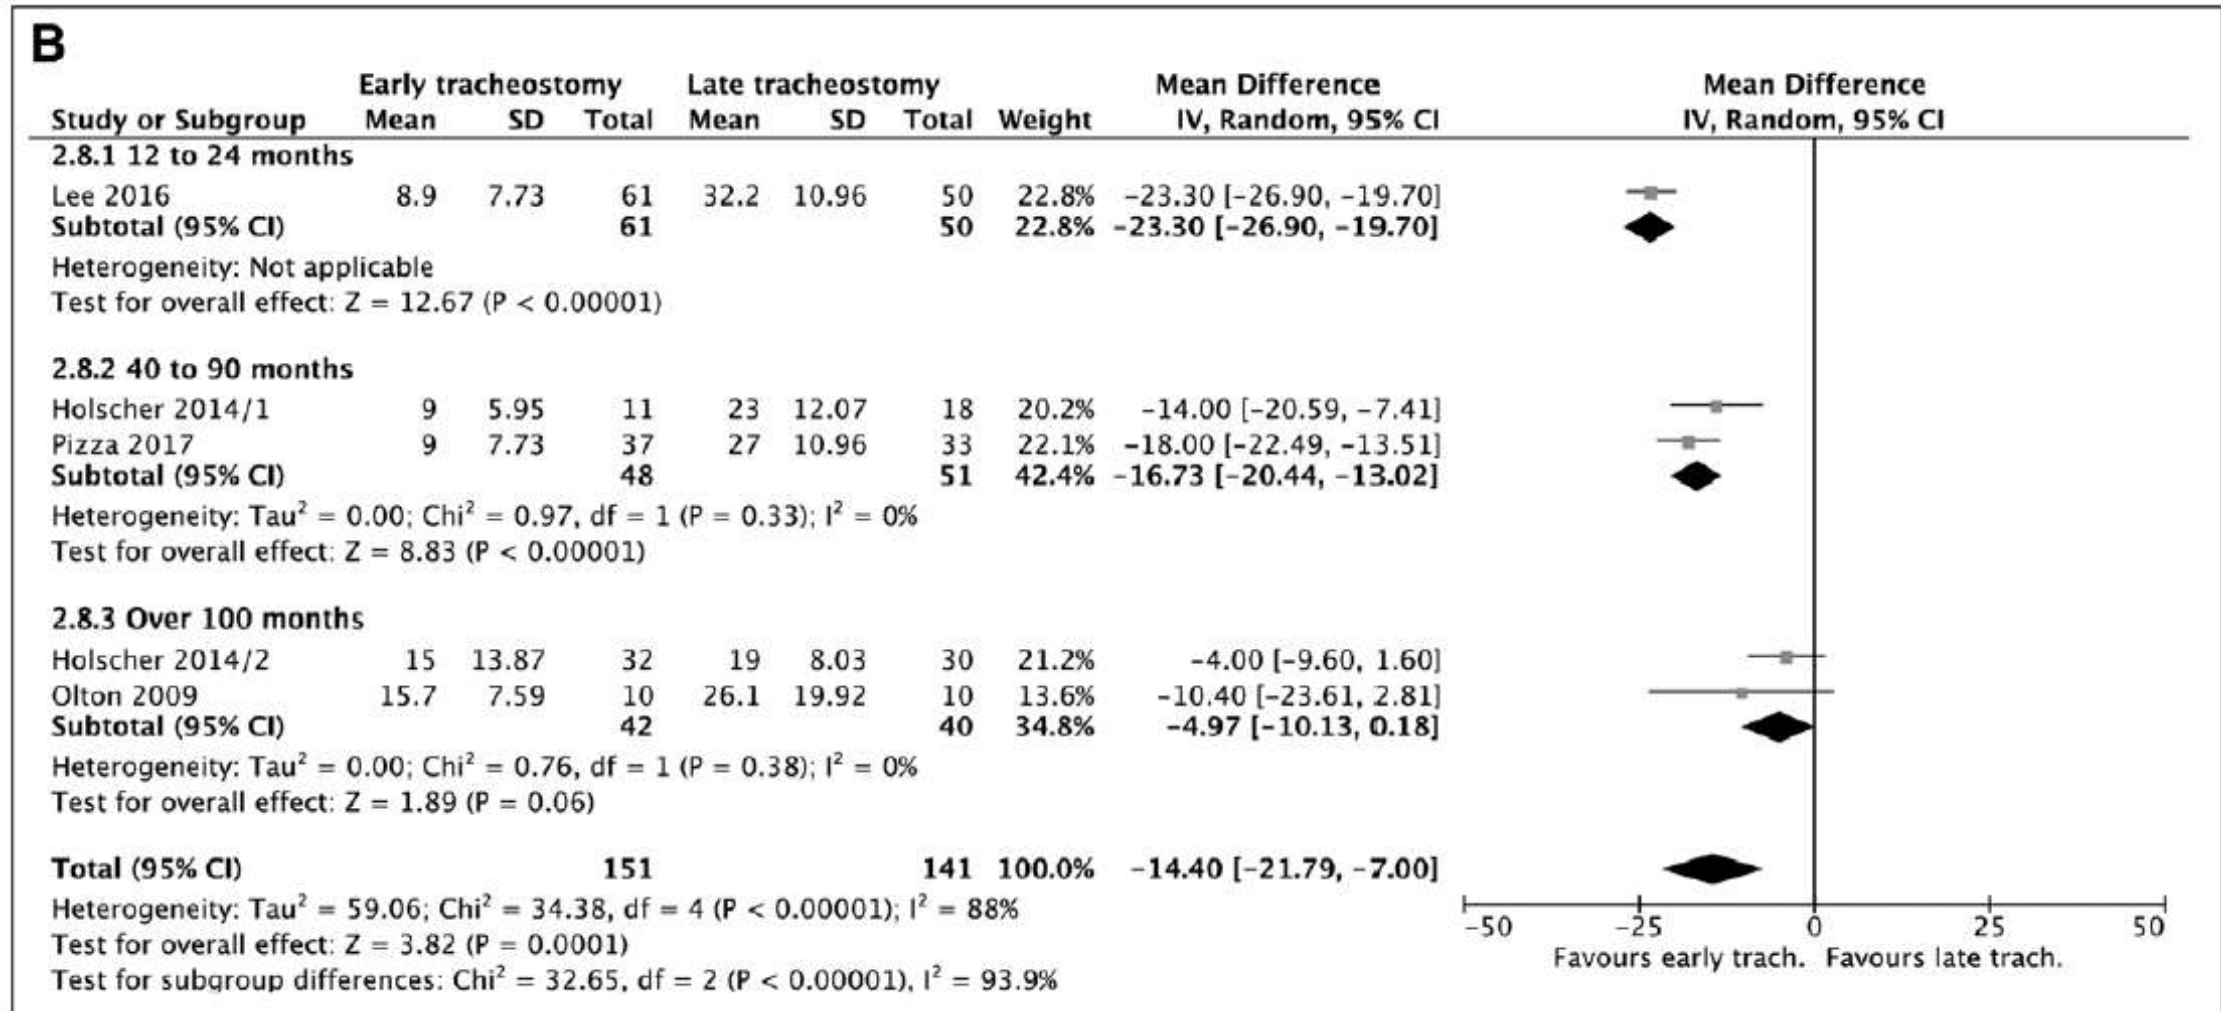 B
Early tracheostomy Late tracheostomy Mean Difference Mean Difference
Study or Subgroup Mean SD Total Mean SD Total Weight IV, Random, 95% CI IV, Random, 95% CI
2.8.1 12 to 24 months
Lee 2016 8.9 7.73 61 32.2 10.96 50 22.8% −23.30 [−26.90, −19.70]
Subtotal (95% CI) 61 50 22.8% −23.30 [−26.90, −19.70]
Heterogeneity: Not applicable
Test for overall effect: Z = 12.67 (P < 0.00001)
2.8.2 40 to 90 months
Holscher 2014/1 9 5.95 11 23 12.07 18 20.2% −14.00 [−20.59, −7.41]
Pizza 2017 9 7.73 37 27 10.96 33 22.1% −18.00 [−22.49, −13.51]
Subtotal (95% CI) 48 51 42.4% −16.73 [−20.44, −13.02]
Heterogeneity: Tau² = 0.00; Chi² = 0.97, df = 1 (P = 0.33); I² = 0%
Test for overall effect: Z = 8.83 (P < 0.00001)
2.8.3 Over 100 months
Holscher 2014/2 15 13.87 32 19 8.03 30 21.2% −4.00 [−9.60, 1.60]
Olton 2009 15.7 7.59 10 26.1 19.92 10 13.6% −10.40 [−23.61, 2.81]
Subtotal (95% CI) 42 40 34.8% −4.97 [−10.13, 0.18]
Heterogeneity: Tau² = 0.00; Chi² = 0.76, df = 1 (P = 0.38); I² = 0%
Test for overall effect: Z = 1.89 (P = 0.06)
Total (95% CI) 151 141 100.0% −14.40 [−21.79, −7.00]
Heterogeneity: Tau² = 59.06; Chi² = 34.38, df = 4 (P < 0.00001); I² = 88%
Test for overall effect: Z = 3.82 (P = 0.0001)
Test for subgroup differences: Chi² = 32.65, df = 2 (P < 0.00001), I² = 93.9%
−50 −25 0 25 50
Favours early trach. Favours late trach.